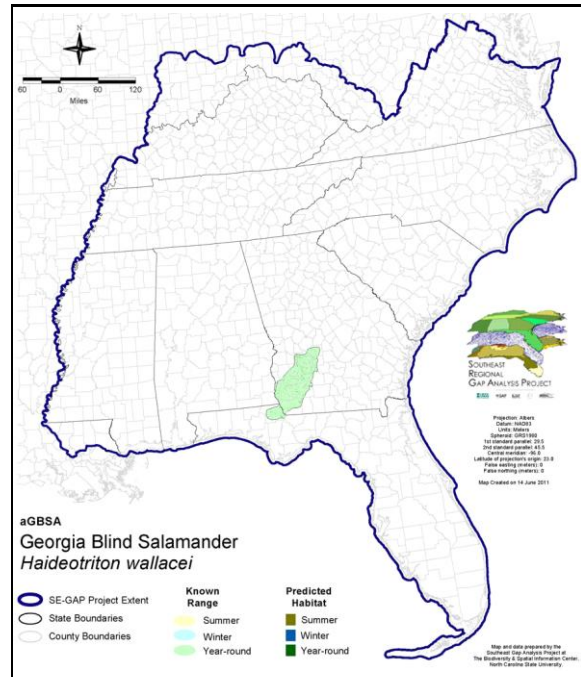 N
60 0 60 120
Miles
SOUTHEAST
REGIONAL
GAP ANALYSIS PROJECT
Projection: Albers
Datum: NAD83
Units: Meters
Spheroid: GRS1980
1st standard parallel: 29.5
2nd standard parallel: 45.5
Central meridian: -96.0
Latitude of projection's origin: 23.0
False easting (meters): 0
False northing (meters): 0
Map Created on 14 June 2011
aGBSA
Georgia Blind Salamander
Haideotriton wallacei
SE-GAP Project Extent
State Boundaries
County Boundaries
Known
Range
Summer
Winter
Year-round
Predicted
Habitat
Summer
Winter
Year-round
Map and data prepared by the
Southeast Gap Analysis Project at
The Biodiversity & Spatial Information Center,
North Carolina State University.